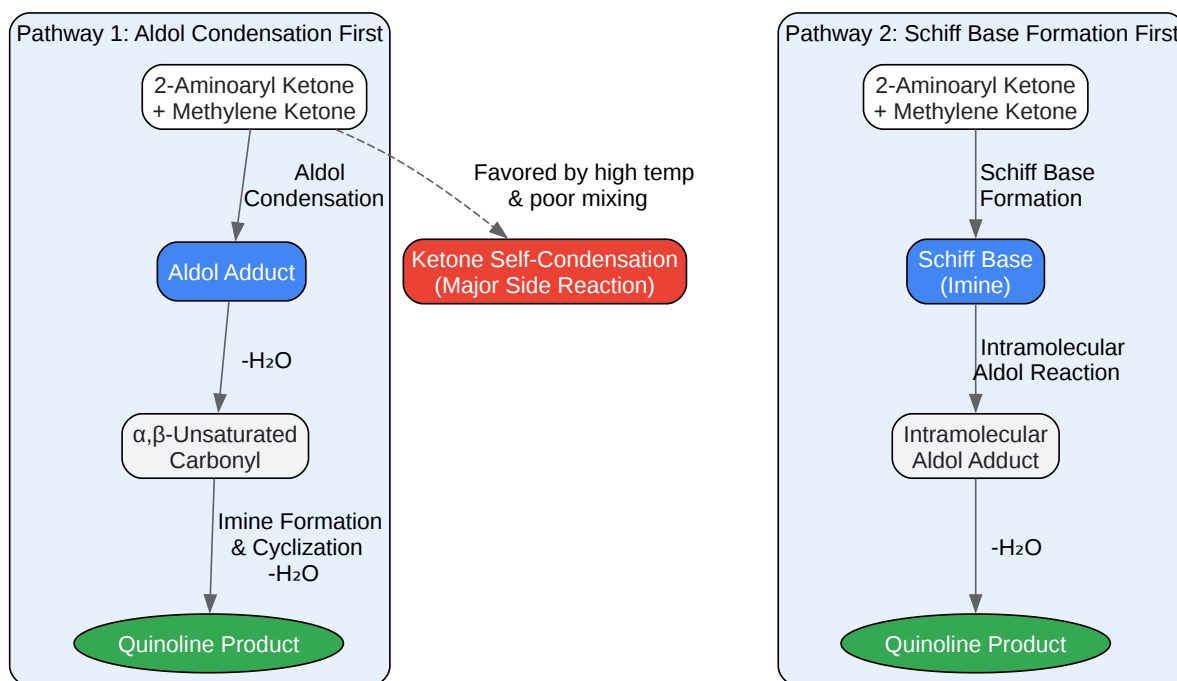 Pathway 1: Aldol Condensation First
2-Aminoaryl Ketone
+ Methylene Ketone
Aldol
Condensation
Favored by high temp
& poor mixing
Aldol Adduct
Ketone Self-Condensation
(Major Side Reaction)
-H₂O
α,β-Unsaturated
Carbonyl
Imine Formation
& Cyclization
-H₂O
Quinoline Product
Pathway 2: Schiff Base Formation First
2-Aminoaryl Ketone
+ Methylene Ketone
Schiff Base
Formation
Schiff Base
(Imine)
Intramolecular
Aldol Reaction
Intramolecular
Aldol Adduct
-H₂O
Quinoline Product